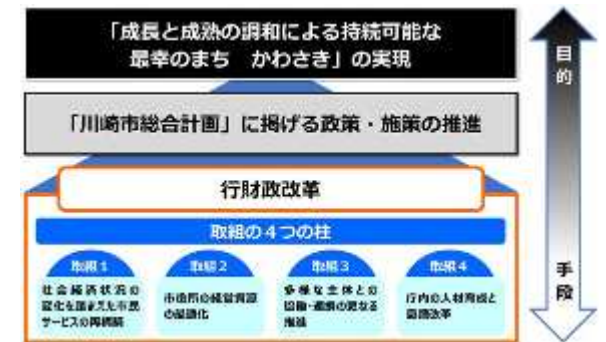 「成長と成熟の調和による持続可能な
最幸のまち　かわさき」の実現
目的
「川崎市総合計画」に掲げる政策・施策の推進
行財政改革
取組の４つの柱
取組１
社会経済状況の
変化を踏まえた市民
サービスの再構築
取組２
市役所の経営資源
の最適化
取組３
多様な主体との
協働・連携の更なる
推進
取組４
庁内の人材育成と
意識改革
手段